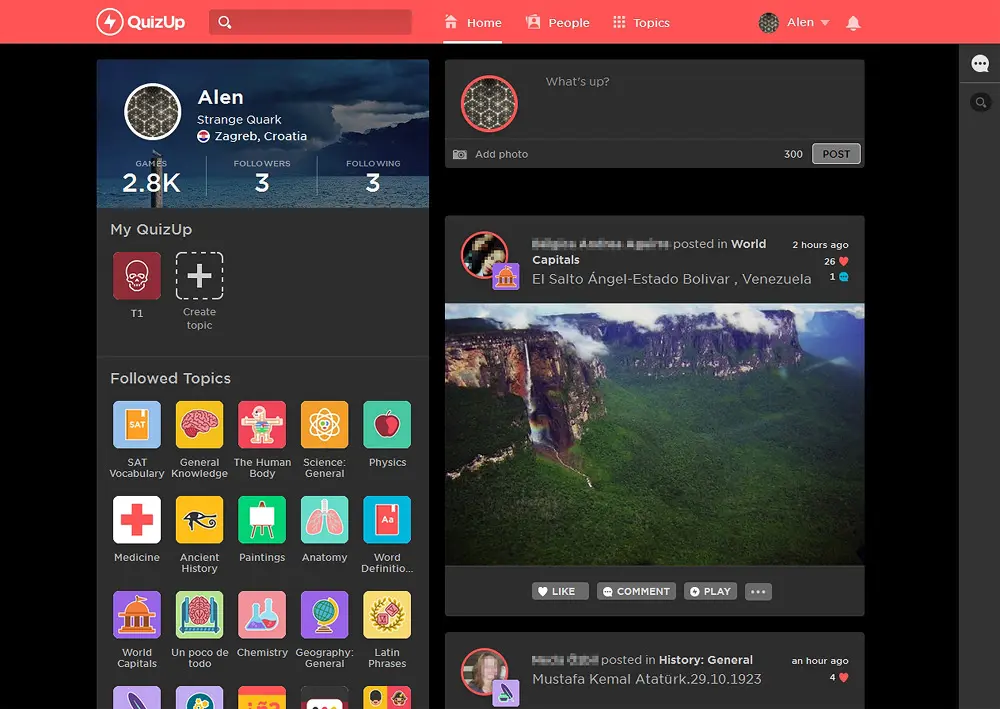 QuizUp
Home
People
Topics
Alen
Alen
Strange Quark
Zagreb, Croatia
GAMES
FOLLOWERS
FOLLOWING
2.8K
3
3
My QuizUp
T1
Create
topic
Followed Topics
SAT
SAT
Vocabulary
General
Knowledge
The Human
Body
Science:
General
Physics
Medicine
Ancient
History
Paintings
Anatomy
Aa
Word
Definitio...
World
Capitals
Un poco de
todo
Chemistry
Geography:
General
Latin
Phrases
What's up?
Add photo
300
POST
posted in World
Capitals
2 hours ago
26
1
El Salto Ángel-Estado Bolivar , Venezuela
LIKE
COMMENT
PLAY
posted in History: General
an hour ago
4
Mustafa Kemal Atatürk.29.10.1923